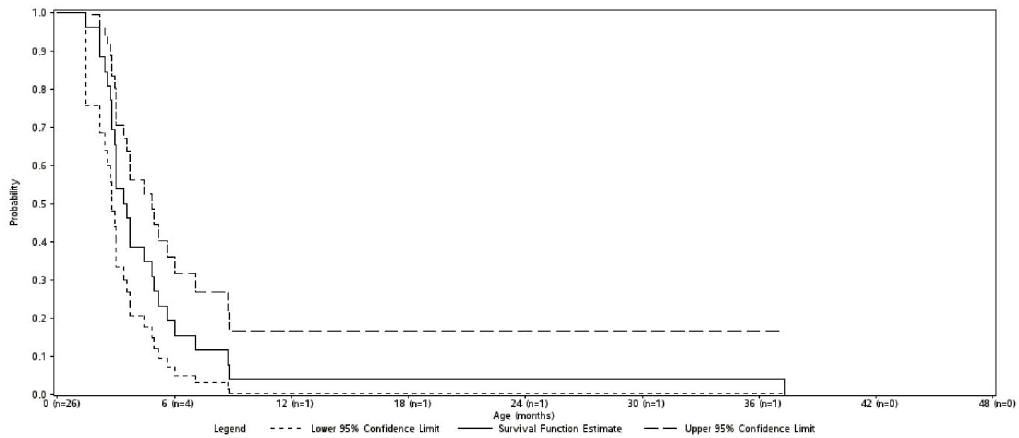 1.0
0.9
0.8
0.7
0.6
0.5
0.4
0.3
0.2
0.1
0.0
Probability
0 (n=26) 6 (n=4) 12 (n=1) 18 (n=1) 24 (n=1) 30 (n=1) 36 (n=1) 42 (n=0) 48 (n=0)
Age (months)
Legend Lower 95% Confidence Limit Survival Function Estimate Upper 95% Confidence Limit